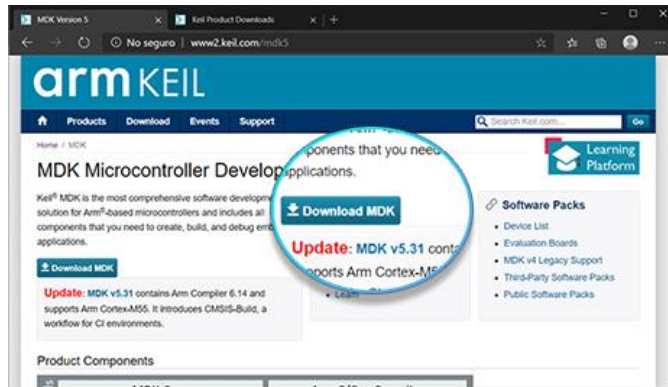 MDK Version 5
Keil Product Downloads
No seguro | www2.keil.com/mdk5
arm KEIL
Products Download Events Support
Search Keil.com...
Go
Home / MDK
Learning
Platform
MDK Microcontroller Develop
Keil® MDK is the most comprehensive software developm
solution for Arm®-based microcontrollers and includes all
components that you need to create, build, and debug emb
applications.
Download MDK
Update: MDK v5.31 contains Arm Compiler 6.14 and
supports Arm Cortex-M55. It introduces CMSIS-Build, a
workflow for CI environments.
ponents that you need
applications.
Download MDK
Update: MDK v5.31 conta
pports Arm Cortex-M55
Learn
Software Packs
Device List
Evaluation Boards
MDK v4 Legacy Support
Third-Party Software Packs
Public Software Packs
Product Components